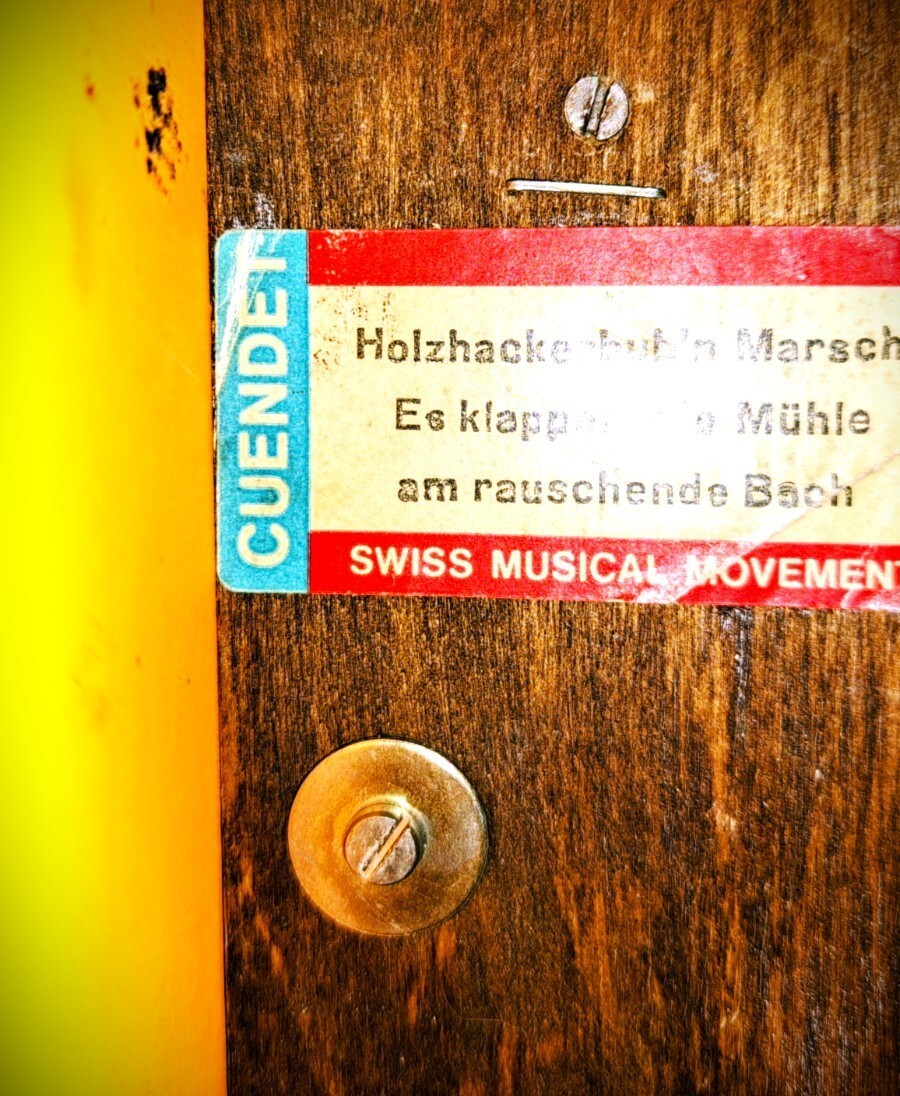 CUENDET
Marsch
Es Mühle
am rauschende Bach
SWISS MUSICAL MOVEMENT